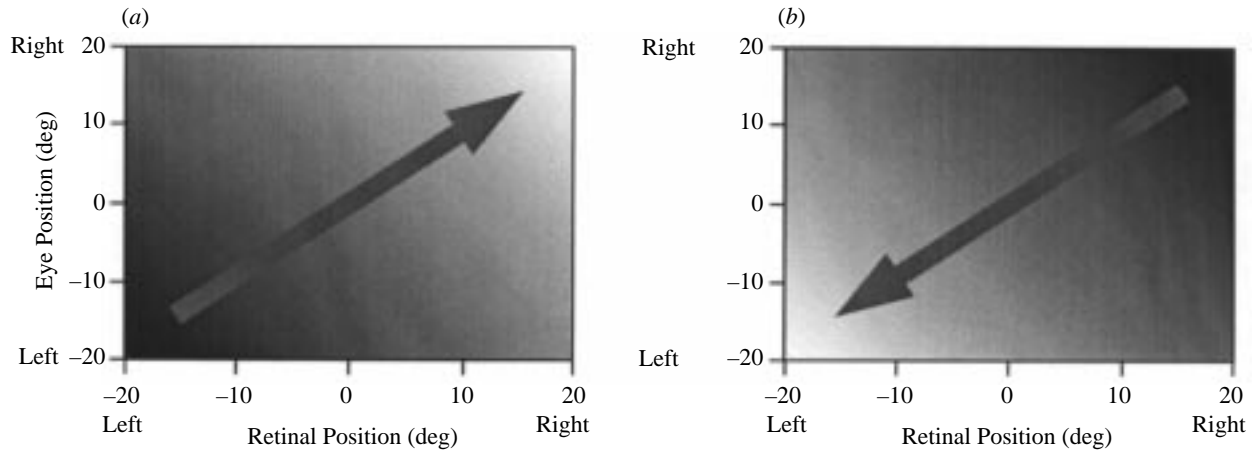 (a)
Right 20
10
0
–10
Left –20
Eye Position (deg)
–20 –10 0 10 20
Left Retinal Position (deg) Right
(b)
Right 20
10
0
–10
Left –20
–20 –10 0 10 20
Left Retinal Position (deg) Right